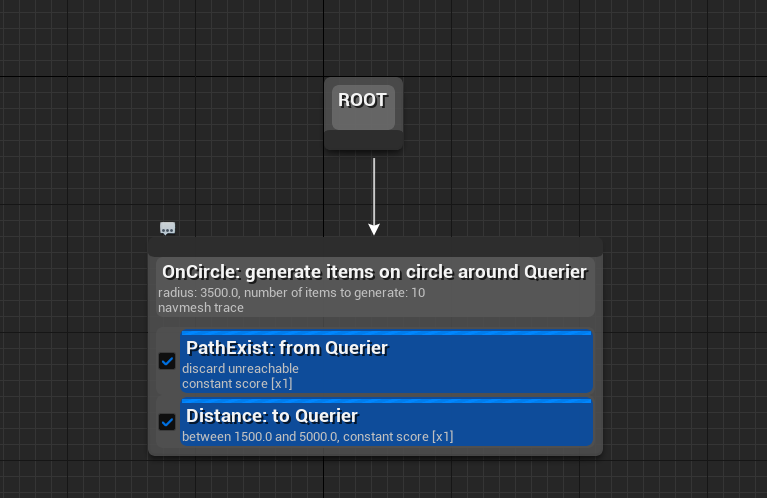 ROOT
OnCircle: generate items on circle around Querier
radius: 3500.0, number of items to generate: 10
navmesh trace
PathExist: from Querier
discard unreachable
constant score [x1]
Distance: to Querier
between 1500.0 and 5000.0, constant score [x1]